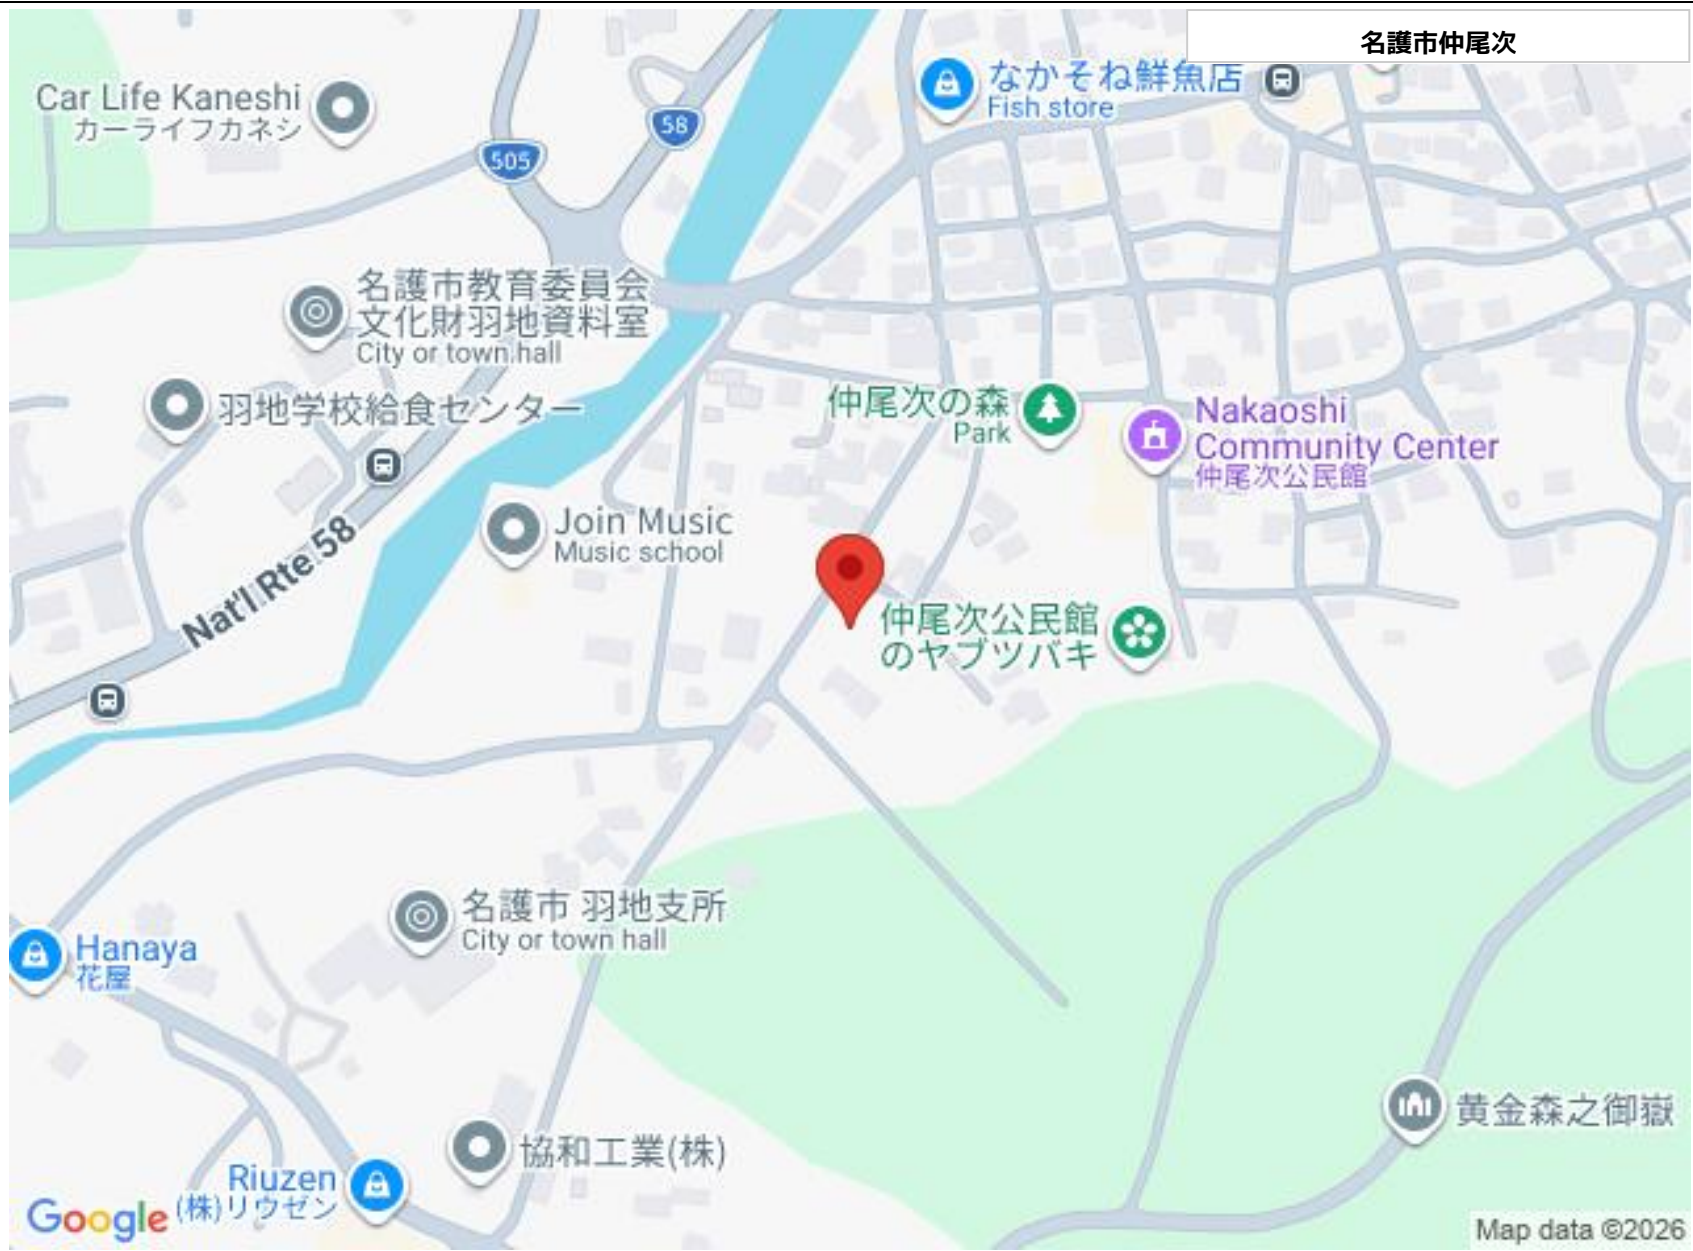 名護市仲尾次
なかそね鮮魚店
Fish store
Car Life Kaneshi
カーライフカネシ
58
505
名護市教育委員会
文化財羽地資料室
City or town hall
羽地学校給食センター
仲尾次の森
Park
Nakaoshi
Community Center
仲尾次公民館
Join Music
Music school
Nat'l Rte 58
仲尾次公民館
のヤブツバキ
名護市 羽地支所
City or town hall
Hanaya
花屋
黄金森之御嶽
協和工業(株)
Riuzen
(株)リウゼン
Google
Map data ©2026